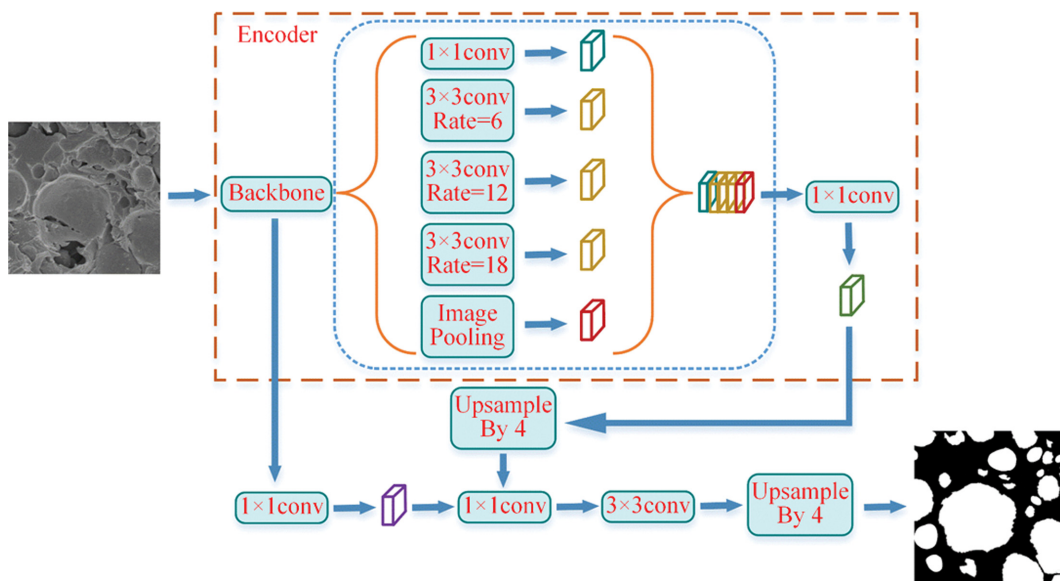 Encoder
1×1conv
3×3conv
Rate=6
3×3conv
Rate=12
Backbone
1×1conv
3×3conv
Rate=18
Image
Pooling
Upsample
By 4
1×1conv
1×1conv
3×3conv
Upsample
By 4